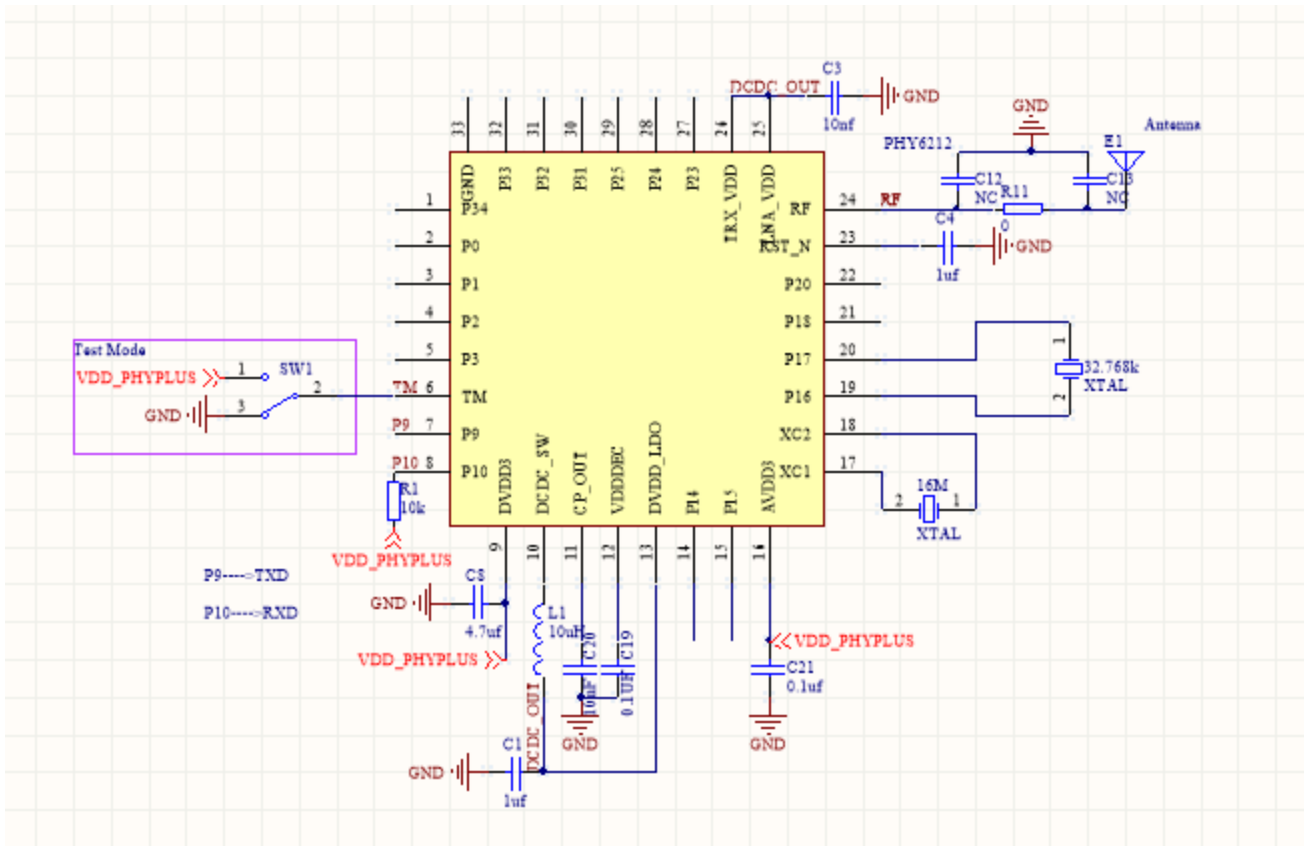 C3
DCDC_OUT
GND
10nf
GND
Antenna
PHY6212
E1
33
32
31
30
29
28
27
26
25
GND
P33
P32
P31
P30
P25
P24
P23
TRX_VDD
LNA_VDD
C12
NC
R11
0
C13
NC
1
P34
RF
24
RF
2
P0
RST_N
23
C4
1uf
GND
3
P1
P20
22
4
P2
P18
21
5
P3
P17
20
1
32.768k
XTAL
2
Test Mode
VDD_PHYPLUS
1
SW1
2
GND
3
TM
6
TM
P16
19
P9
7
P9
XC2
18
P10
8
P10
XC1
17
R1
10k
VDD_PHYPLUS
16M
2
1
XTAL
DVDD3
DCDC_SW
CP_OUT
VDDDEC
DVDD_LDO
P14
P15
AVDD3
9
10
11
12
13
14
15
16
P9---->TXD
P10---->RXD
C8
GND
4.7uf
VDD_PHYPLUS
L1
10uH
C20
10nF
C19
0.1UF
VDD_PHYPLUS
C21
0.1uf
GND
GND
DCDC_OUT
C1
GND
1uf